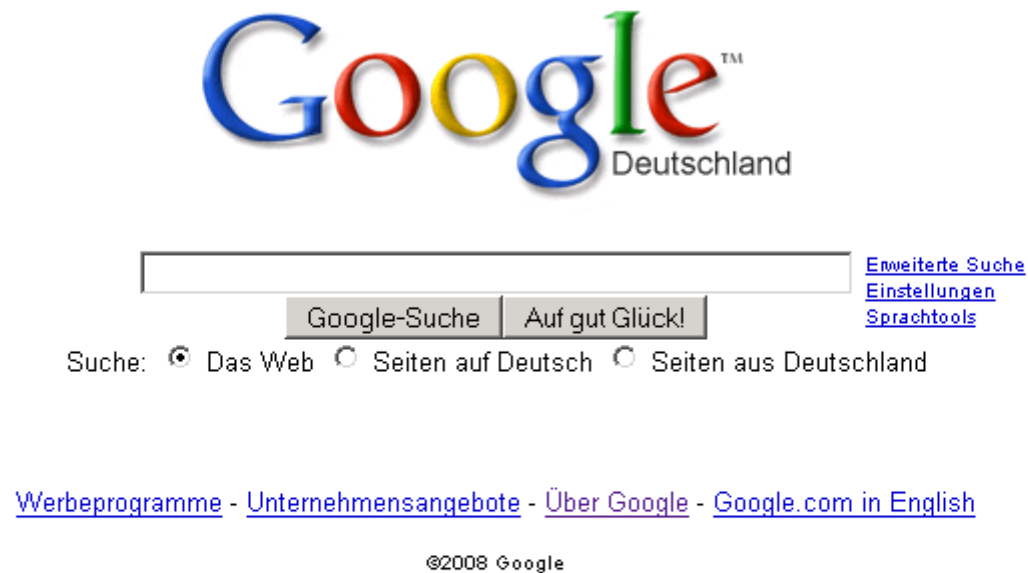 Google™
Deutschland
Erweiterte Suche
Einstellungen
Sprachtools
Google-Suche Auf gut Glück!
Suche: Das Web Seiten auf Deutsch Seiten aus Deutschland
Werbeprogramme - Unternehmensangebote - Über Google - Google.com in English
©2008 Google